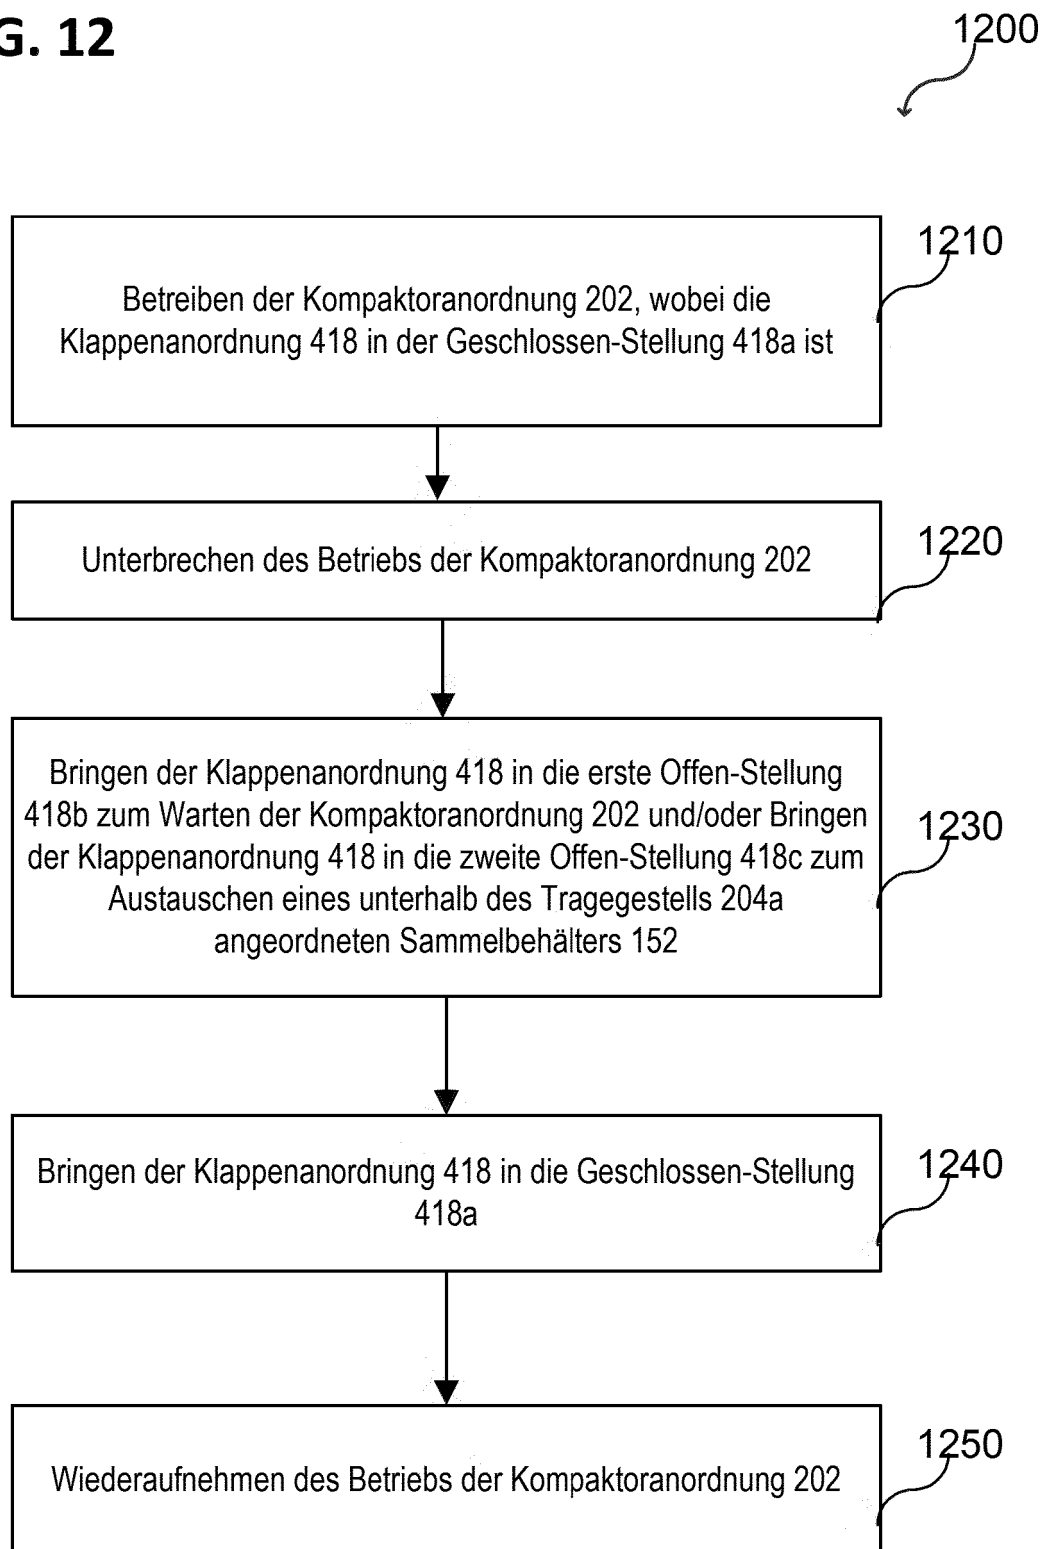 G. 12
1200
1210
Betreiben der Kompaktoranordnung 202, wobei die
Klappenanordnung 418 in der Geschlossen-Stellung 418a ist
1220
Unterbrechen des Betriebs der Kompaktoranordnung 202
Bringen der Klappenanordnung 418 in die erste Offen-Stellung
418b zum Warten der Kompaktoranordnung 202 und/oder Bringen
der Klappenanordnung 418 in die zweite Offen-Stellung 418c zum
Austauschen eines unterhalb des Tragegestells 204a
angeordneten Sammelbehälters 152
1230
Bringen der Klappenanordnung 418 in die Geschlossen-Stellung
418a
1240
Wiederaufnehmen des Betriebs der Kompaktoranordnung 202
1250